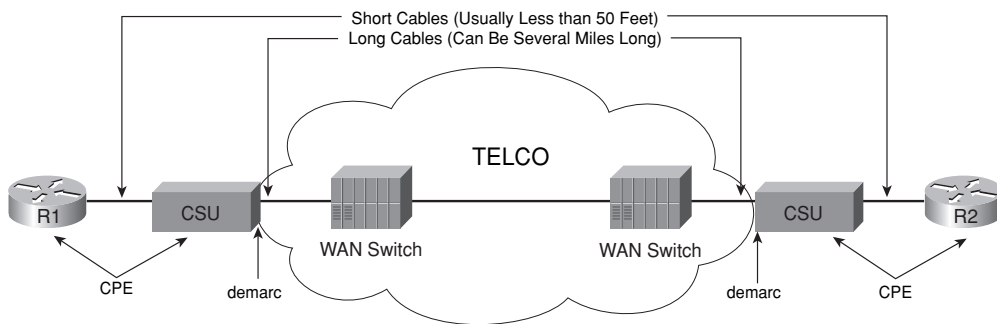 Short Cables (Usually Less than 50 Feet)
Long Cables (Can Be Several Miles Long)
TELCO
R1
CSU
WAN Switch
WAN Switch
CSU
R2
CPE
demarc
demarc
CPE